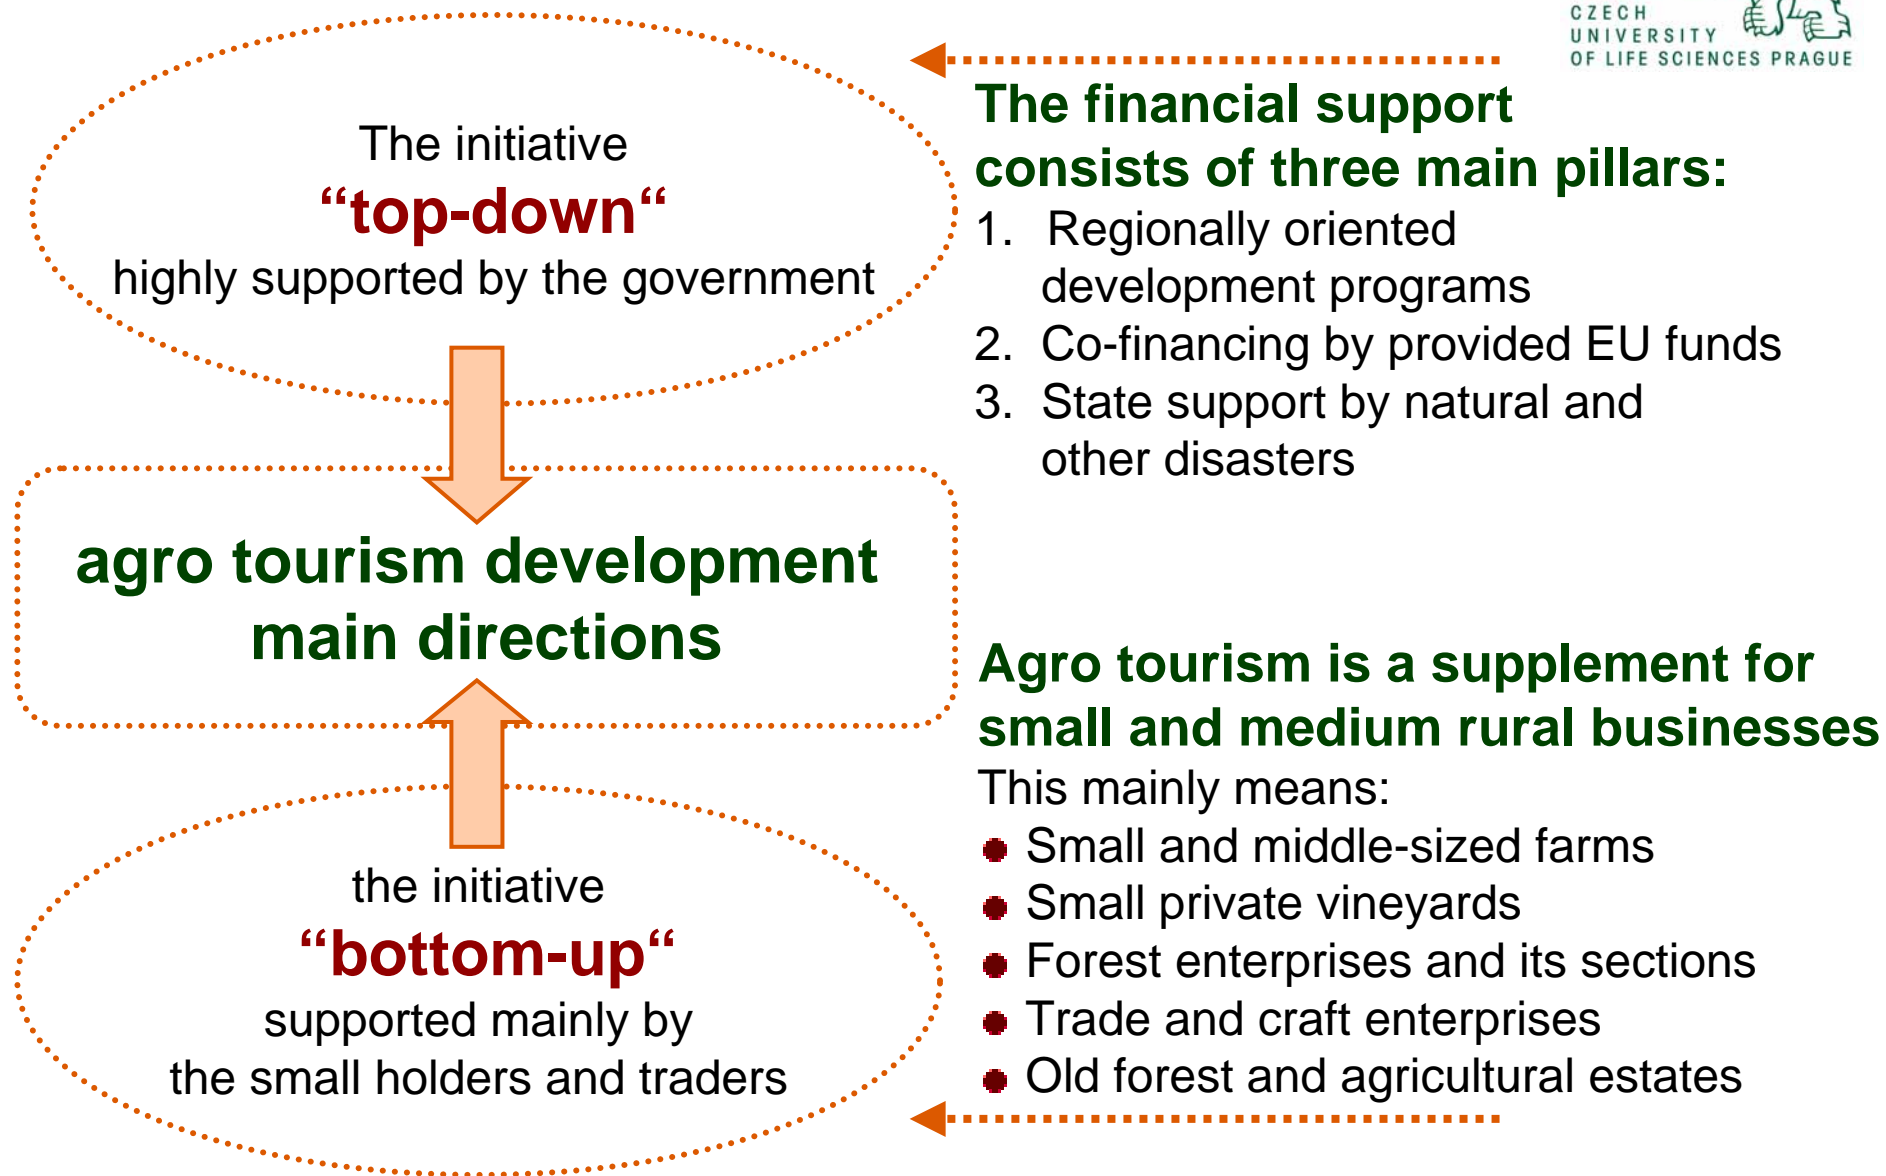 CZECH
UNIVERSITY
OF LIFE SCIENCES PRAGUE
The initiative
“top-down“
highly supported by the government
agro tourism development
main directions
the initiative
“bottom-up“
supported mainly by
the small holders and traders
The financial support
consists of three main pillars:
1. Regionally oriented
development programs
2. Co-financing by provided EU funds
3. State support by natural and
other disasters
Agro tourism is a supplement for
small and medium rural businesses
This mainly means:
Small and middle-sized farms
Small private vineyards
Forest enterprises and its sections
Trade and craft enterprises
Old forest and agricultural estates